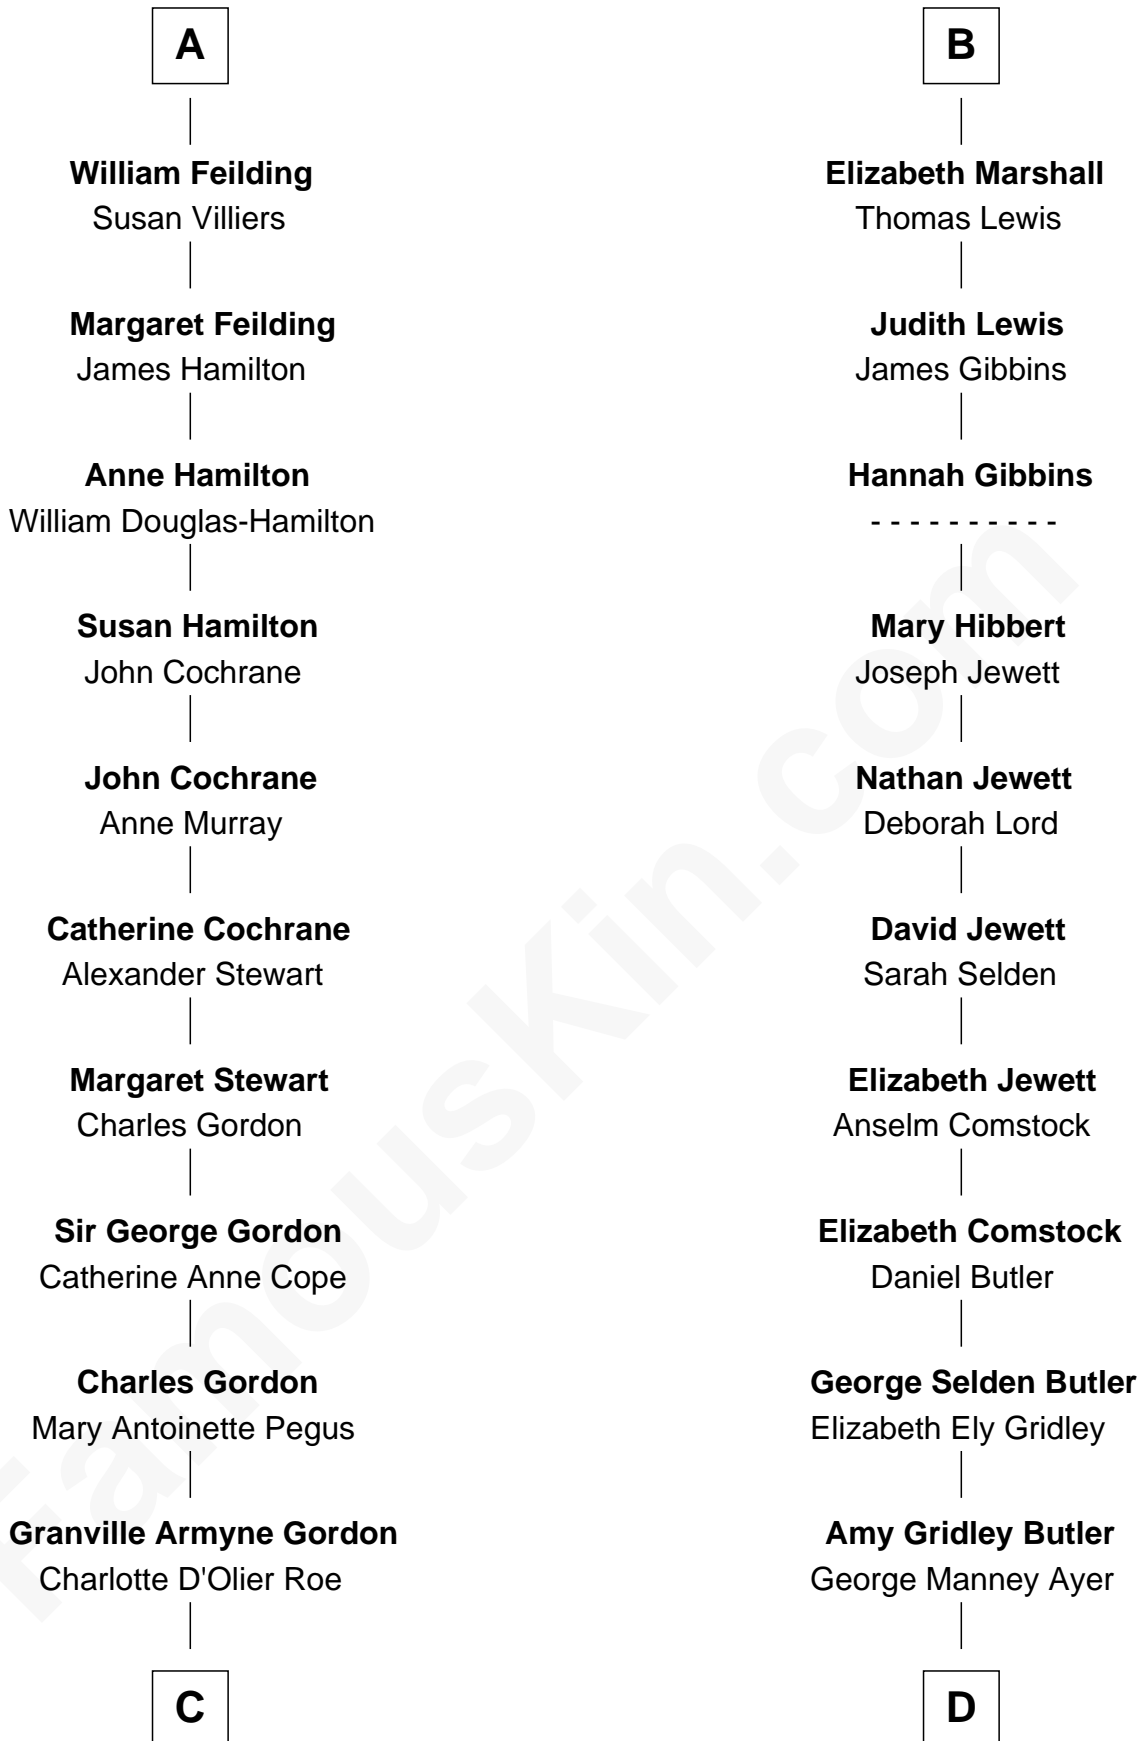 A
William Feilding
Susan Villiers
Margaret Feilding
James Hamilton
Anne Hamilton
William Douglas-Hamilton
Susan Hamilton
John Cochrane
John Cochrane
Anne Murray
Catherine Cochrane
Alexander Stewart
Margaret Stewart
Charles Gordon
Sir George Gordon
Catherine Anne Cope
Charles Gordon
Mary Antoinette Pegus
Granville Armyne Gordon
Charlotte D'Olier Roe
C
B
Elizabeth Marshall
Thomas Lewis
Judith Lewis
James Gibbins
Hannah Gibbins
- - - - - - - - - -
Mary Hibbert
Joseph Jewett
Nathan Jewett
Deborah Lord
David Jewett
Sarah Selden
Elizabeth Jewett
Anselm Comstock
Elizabeth Comstock
Daniel Butler
George Selden Butler
Elizabeth Ely Gridley
Amy Gridley Butler
George Manney Ayer
D
FamousKin.com